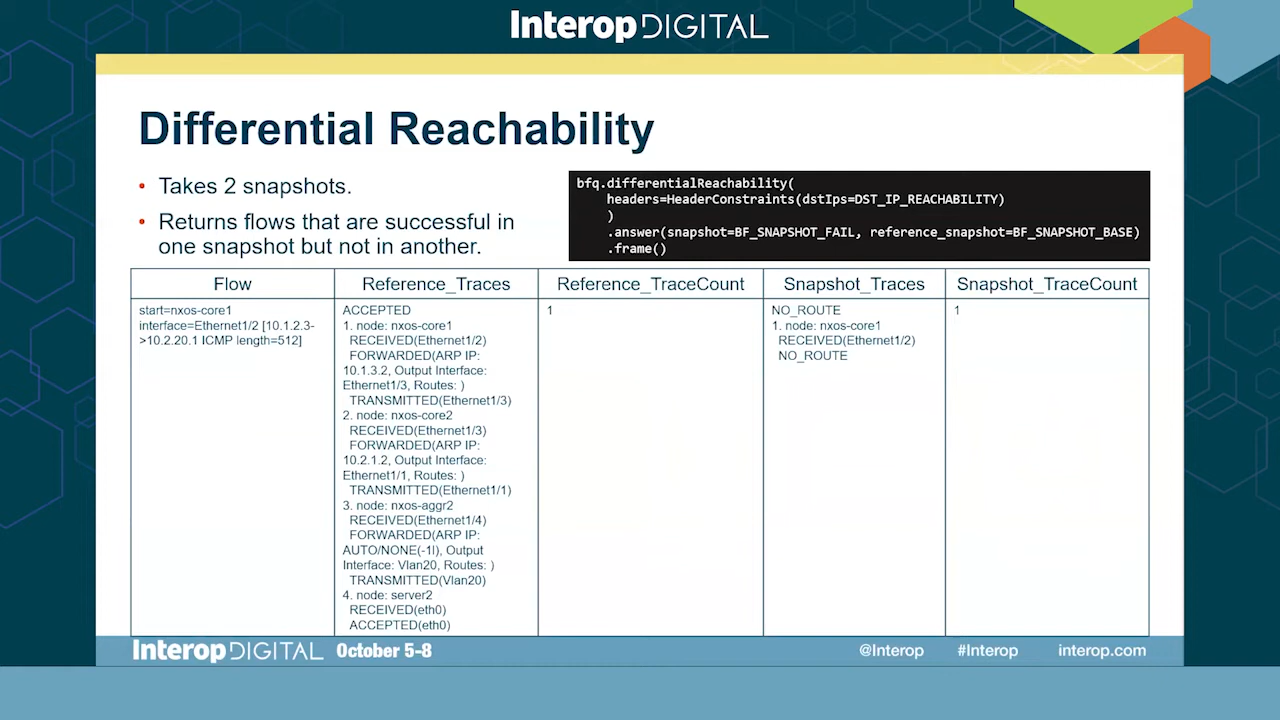 Interop DIGITAL
Differential Reachability
• Takes 2 snapshots.
• Returns flows that are successful in
one snapshot but not in another.
bfq.differentialReachability(
headers=HeaderConstraints(dstIps=DST_IP_REACHABILITY)
)
.answer(snapshot=BF_SNAPSHOT_FAIL, reference_snapshot=BF_SNAPSHOT_BASE)
.frame()
Flow
Reference_Traces
Reference_TraceCount
Snapshot_Traces
Snapshot_TraceCount
start=nxos-core1
interface=Ethernet1/2 [10.1.2.3-
>10.2.20.1 ICMP length=512]
ACCEPTED
1. node: nxos-core1
RECEIVED(Ethernet1/2)
FORWARDED(ARP IP:
10.1.3.2, Output Interface:
Ethernet1/3, Routes: )
TRANSMITTED(Ethernet1/3)
2. node: nxos-core2
RECEIVED(Ethernet1/3)
FORWARDED(ARP IP:
10.2.1.2, Output Interface:
Ethernet1/1, Routes: )
TRANSMITTED(Ethernet1/1)
3. node: nxos-aggr2
RECEIVED(Ethernet1/4)
FORWARDED(ARP IP:
AUTO/NONE(-1l), Output
Interface: Vlan20, Routes: )
TRANSMITTED(Vlan20)
4. node: server2
RECEIVED(eth0)
ACCEPTED(eth0)
1
NO_ROUTE
1. node: nxos-core1
RECEIVED(Ethernet1/2)
NO_ROUTE
1
Interop DIGITAL October 5-8
@Interop #Interop interop.com